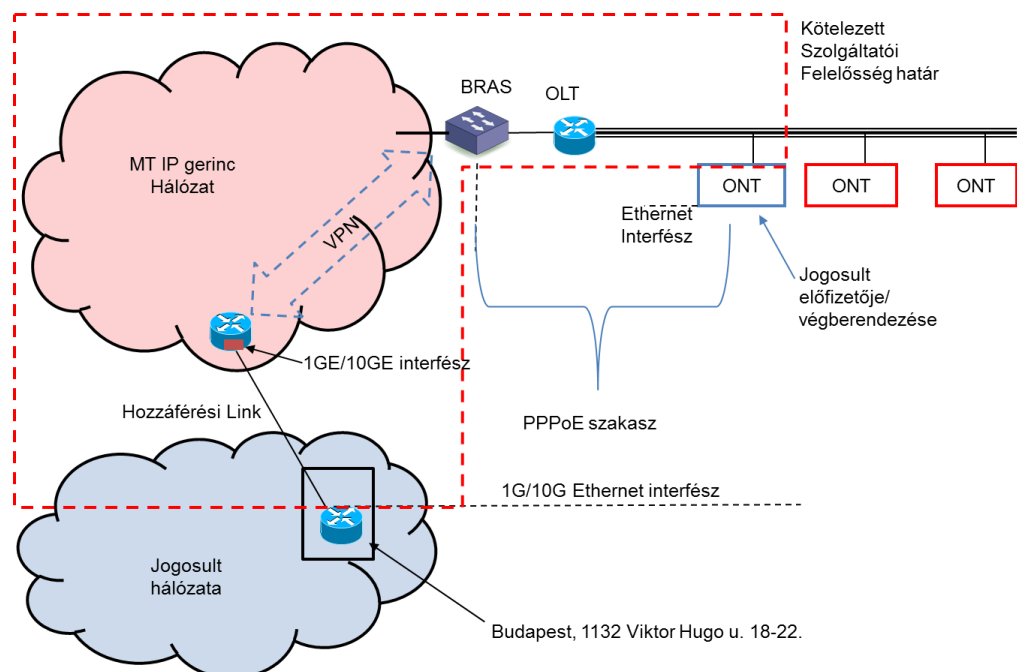 Kötelezett
Szolgáltatói
Felelősség határ
BRAS
OLT
MT IP gerinc
Hálózat
VPN
ONT
ONT
ONT
Ethernet
Interfész
Jogosult
előfizetője/
végberendezése
1GE/10GE interfész
Hozzáférési Link
PPPoE szakasz
1G/10G Ethernet interfész
Jogosult
hálózata
Budapest, 1132 Viktor Hugo u. 18-22.